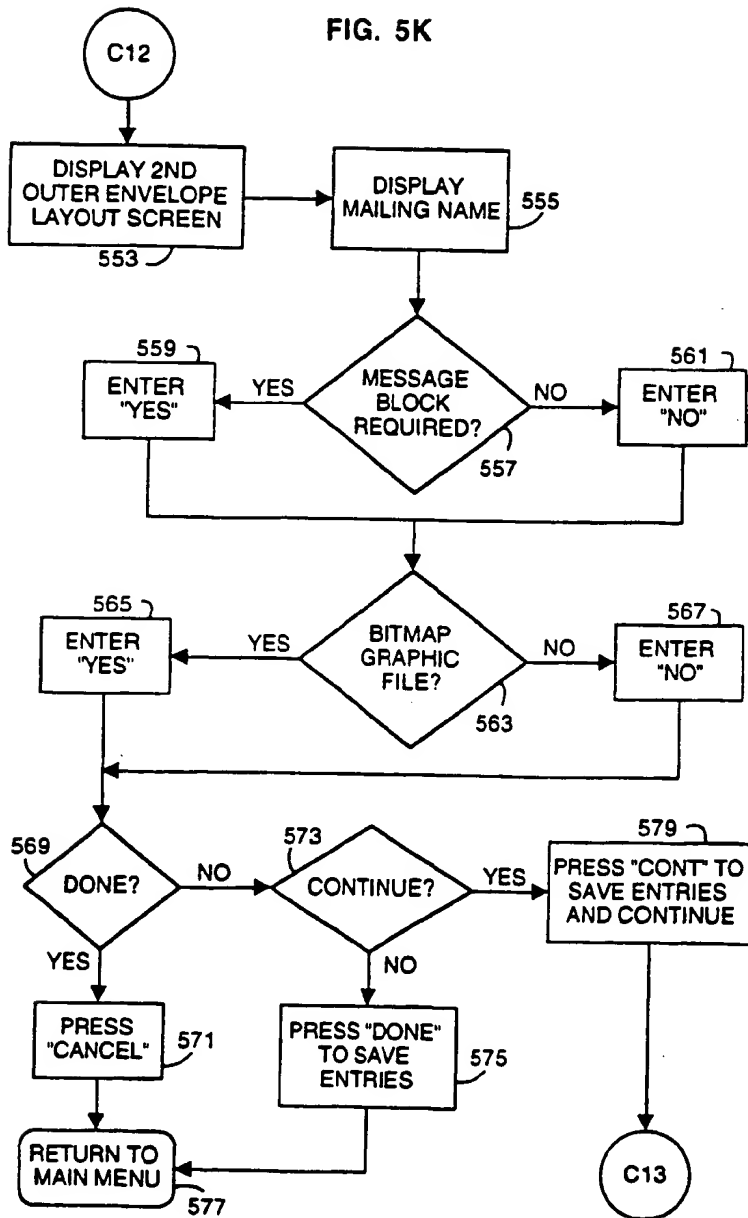 FIG. 5K
C12
DISPLAY 2ND
OUTER ENVELOPE
LAYOUT SCREEN
553
DISPLAY
MAILING NAME
555
559
ENTER
"YES"
YES
MESSAGE
BLOCK
REQUIRED?
557
NO
561
ENTER
"NO"
565
ENTER
"YES"
YES
BITMAP
GRAPHIC
FILE?
563
NO
567
ENTER
"NO"
569
DONE?
NO
573
CONTINUE?
YES
579
PRESS "CONT" TO
SAVE ENTRIES
AND CONTINUE
YES
NO
PRESS
"CANCEL"
571
PRESS "DONE"
TO SAVE
ENTRIES
575
RETURN TO
MAIN MENU
577
C13